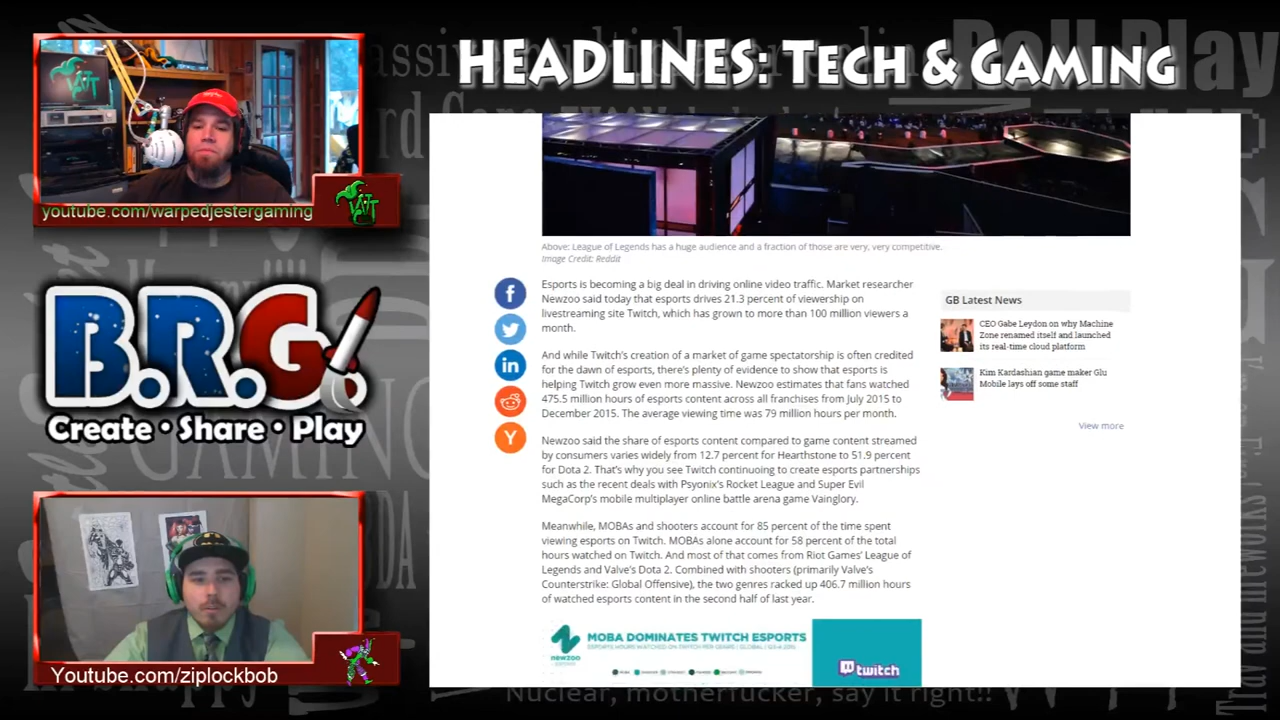 HEADLINES: TECH & GAMING
youtube.com/warpedjestergaming
B.R.G!
Create • Share • Play
Youtube.com/ziplockbob
Above: League of Legends has a huge audience and a fraction of those are very, very competitive.
Image Credit: Reddit
Esports is becoming a big deal in driving online video traffic. Market researcher
Newzoo said today that esports drives 21.3 percent of viewership on
livestreaming site Twitch, which has grown to more than 100 million viewers a
month.
And while Twitch's creation of a market of game spectatorship is often credited
for the dawn of esports, there's plenty of evidence to show that esports is
helping Twitch grow even more massive. Newzoo estimates that fans watched
475.5 million hours of esports content across all franchises from July 2015 to
December 2015. The average viewing time was 79 million hours per month.
Newzoo said the share of esports content compared to game content streamed
by consumers varies widely from 12.7 percent for Hearthstone to 51.9 percent
for Dota 2. That's why you see Twitch continuing to create esports partnerships
such as the recent deals with Psyonix's Rocket League and Super Evil
MegaCorp's mobile multiplayer online battle arena game Vainglory.
Meanwhile, MOBAs and shooters account for 85 percent of the time spent
viewing esports on Twitch. MOBAs alone account for 58 percent of the total
hours watched on Twitch. And most of that comes from Riot Games' League of
Legends and Valve's Dota 2. Combined with shooters (primarily Valve's
Counterstrike: Global Offensive), the two genres racked up 406.7 million hours
of watched esports content in the second half of last year.
newzoo
MOBA DOMINATES TWITCH ESPORTS
ESPORTS HOURS WATCHED ON TWITCH PER GENRE / GLOBAL / Q3-4 2015
twitch
GB Latest News
CEO Gabe Leydon on why Machine
Zone renamed itself and launched
its real-time cloud platform
Kim Kardashian game maker Glu
Mobile lays off some staff
View more
Nuclear, motherfucker, say it right!!